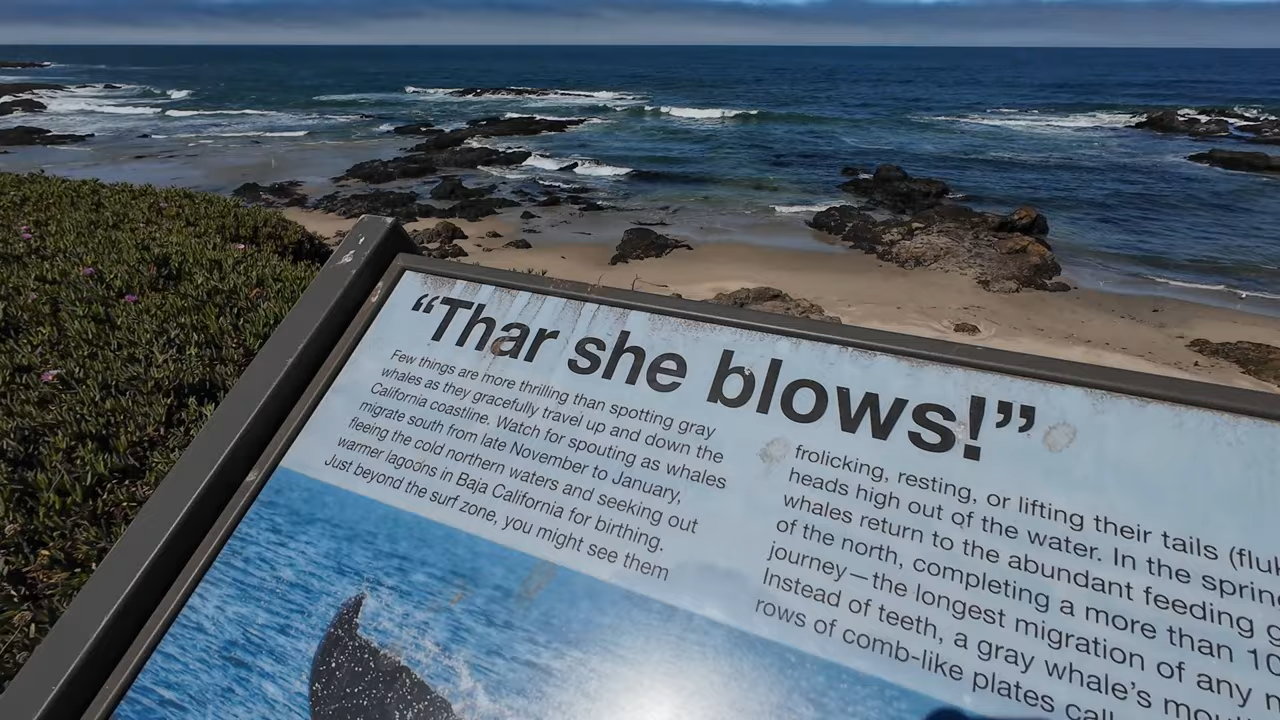 “Thar she blows!”
Few things are more thrilling than spotting gray
whales as they gracefully travel up and down the
California coastline. Watch for spouting as whales
migrate south from late November to January,
fleeing the cold northern waters and seeking out
warmer lagoons in Baja California for birthing.
Just beyond the surf zone, you might see them
frolicking, resting, or lifting their tails
heads high out of the water. In the
whales return to the abundant feeding
of the north, completing a more than
journey—the longest migration of any
Instead of teeth, a gray whale’s
rows of comb-like plates